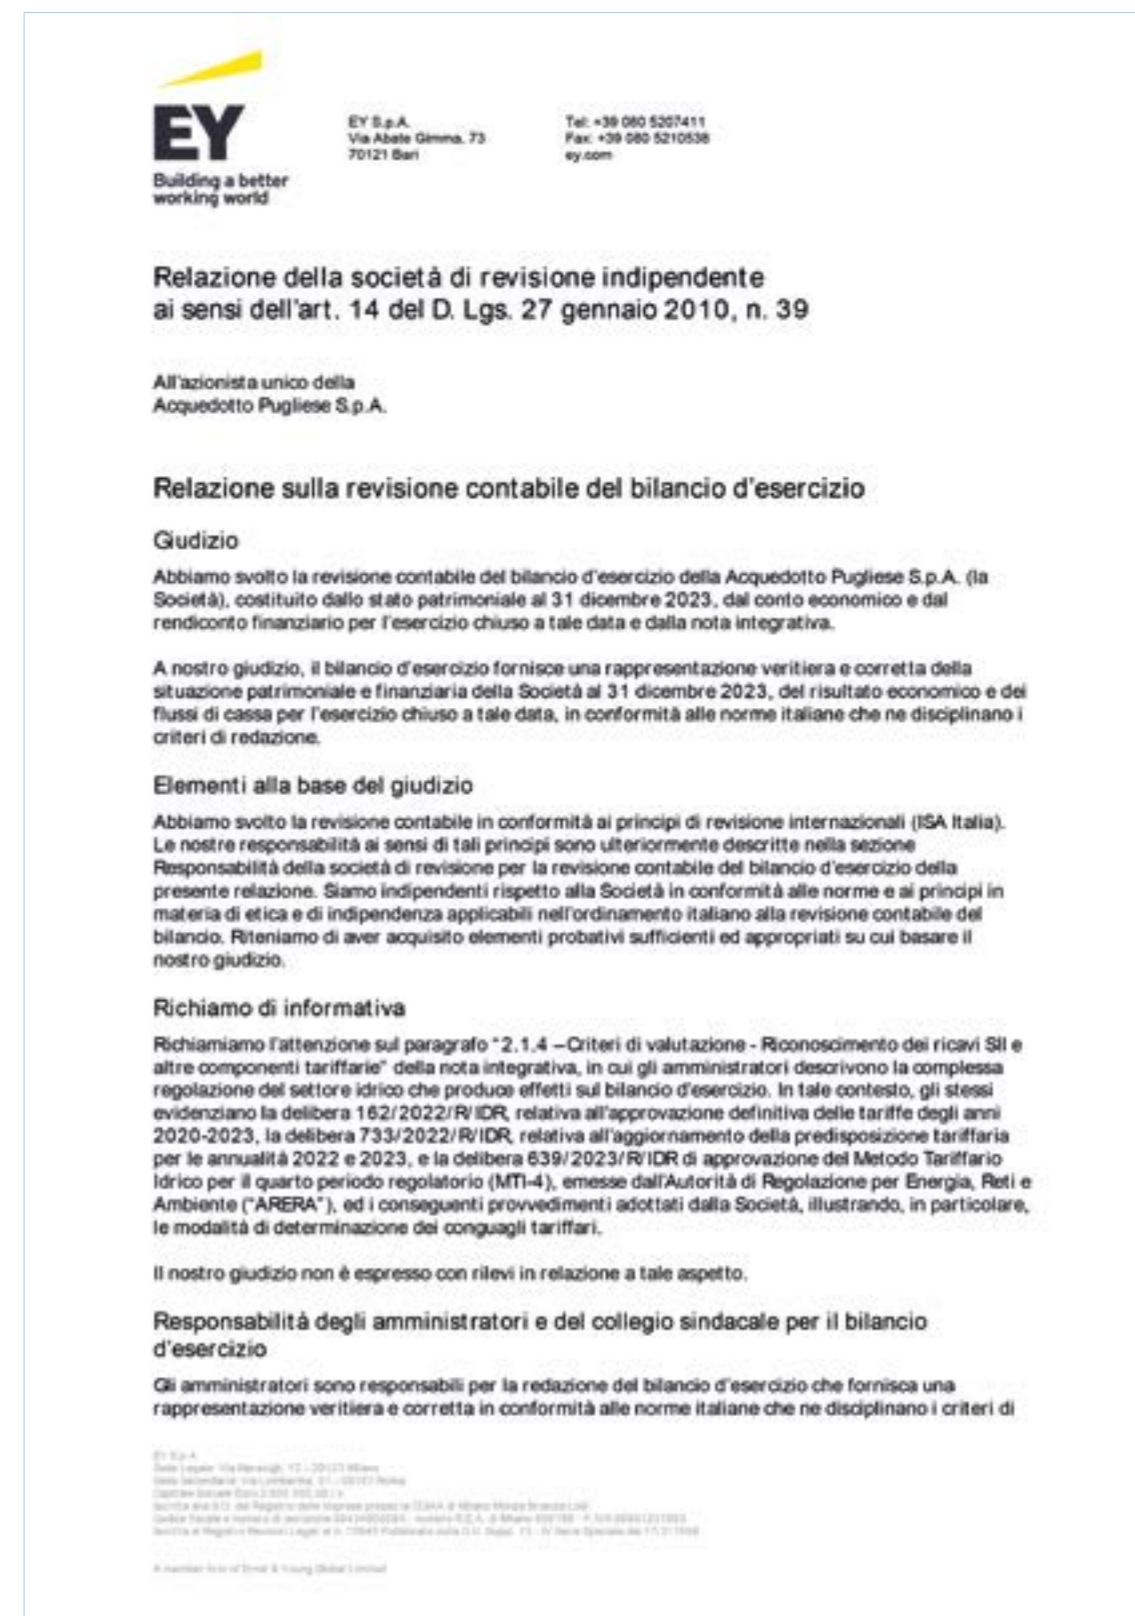 EY
Building a better
working world
EY S.p.A.
Via Abate Gimma, 73
70121 Bari
Tel: +39 080 5207411
Fax: +39 080 5210538
ey.com
Relazione della società di revisione indipendente
ai sensi dell'art. 14 del D. Lgs. 27 gennaio 2010, n. 39
All'azionista unico della
Acquedotto Pugliese S.p.A.
Relazione sulla revisione contabile del bilancio d'esercizio
Giudizio
Abbiamo svolto la revisione contabile del bilancio d'esercizio della Acquedotto Pugliese S.p.A. (la
Società), costituito dallo stato patrimoniale al 31 dicembre 2023, dal conto economico e dal
rendiconto finanziario per l'esercizio chiuso a tale data e dalla nota integrativa.
A nostro giudizio, il bilancio d'esercizio fornisce una rappresentazione veritiera e corretta della
situazione patrimoniale e finanziaria della Società al 31 dicembre 2023, del risultato economico e dei
flussi di cassa per l'esercizio chiuso a tale data, in conformità alle norme italiane che ne disciplinano i
criteri di redazione.
Elementi alla base del giudizio
Abbiamo svolto la revisione contabile in conformità ai principi di revisione internazionali (ISA Italia).
Le nostre responsabilità ai sensi di tali principi sono ulteriormente descritte nella sezione
Responsabilità della società di revisione per la revisione contabile del bilancio d'esercizio della
presente relazione. Siamo indipendenti rispetto alla Società in conformità alle norme e ai principi in
materia di etica e di indipendenza applicabili nell'ordinamento italiano alla revisione contabile del
bilancio. Riteniamo di aver acquisito elementi probativi sufficienti ed appropriati su cui basare il
nostro giudizio.
Richiamo di informativa
Richiamiamo l'attenzione sul paragrafo "2.1.4 –Criteri di valutazione - Riconoscimento dei ricavi SII e
altre componenti tariffarie" della nota integrativa, in cui gli amministratori descrivono la complessa
regolazione del settore idrico che produce effetti sul bilancio d'esercizio. In tale contesto, gli stessi
evidenziano la delibera 162/2022/R/IDR, relativa all'approvazione definitiva delle tariffe degli anni
2020-2023, la delibera 733/2022/R/IDR, relativa all'aggiornamento della predisposizione tariffaria
per le annualità 2022 e 2023, e la delibera 639/2023/R/IDR di approvazione del Metodo Tariffario
Idrico per il quarto periodo regolatorio (MTI-4), emesse dall'Autorità di Regolazione per Energia, Reti e
Ambiente ("ARERA"), ed i conseguenti provvedimenti adottati dalla Società, illustrando, in particolare,
le modalità di determinazione dei conguagli tariffari.
Il nostro giudizio non è espresso con rilievi in relazione a tale aspetto.
Responsabilità degli amministratori e del collegio sindacale per il bilancio
d'esercizio
Gli amministratori sono responsabili per la redazione del bilancio d'esercizio che fornisca una
rappresentazione veritiera e corretta in conformità alle norme italiane che ne disciplinano i criteri di
EY S.p.A.
A member firm of Ernst & Young Global Limited